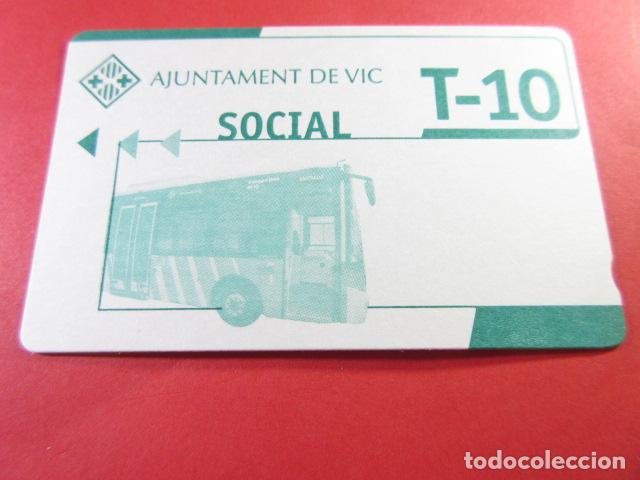 AJUNTAMENT DE VIC
T-10
SOCIAL
todocoleccion